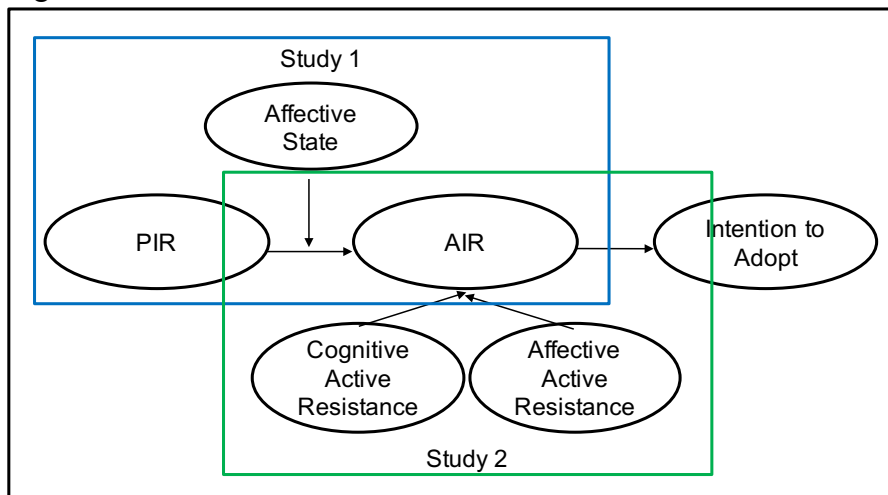 Study 1
Affective
State
PIR
AIR
Intention to
Adopt
Cognitive
Active
Resistance
Affective
Active
Resistance
Study 2